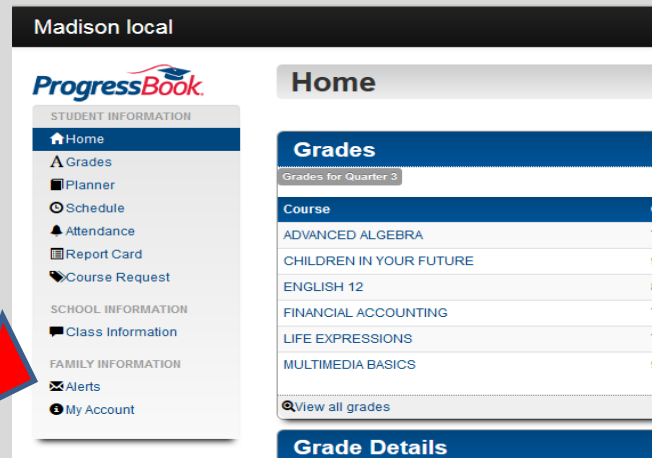 Madison local
ProgressBook
STUDENT INFORMATION
Home
Grades
Planner
Schedule
Attendance
Report Card
Course Request
SCHOOL INFORMATION
Class Information
FAMILY INFORMATION
Alerts
My Account
Home
Grades
Grades for Quarter 3
Course
ADVANCED ALGEBRA
CHILDREN IN YOUR FUTURE
ENGLISH 12
FINANCIAL ACCOUNTING
LIFE EXPRESSIONS
MULTIMEDIA BASICS
View all grades
Grade Details